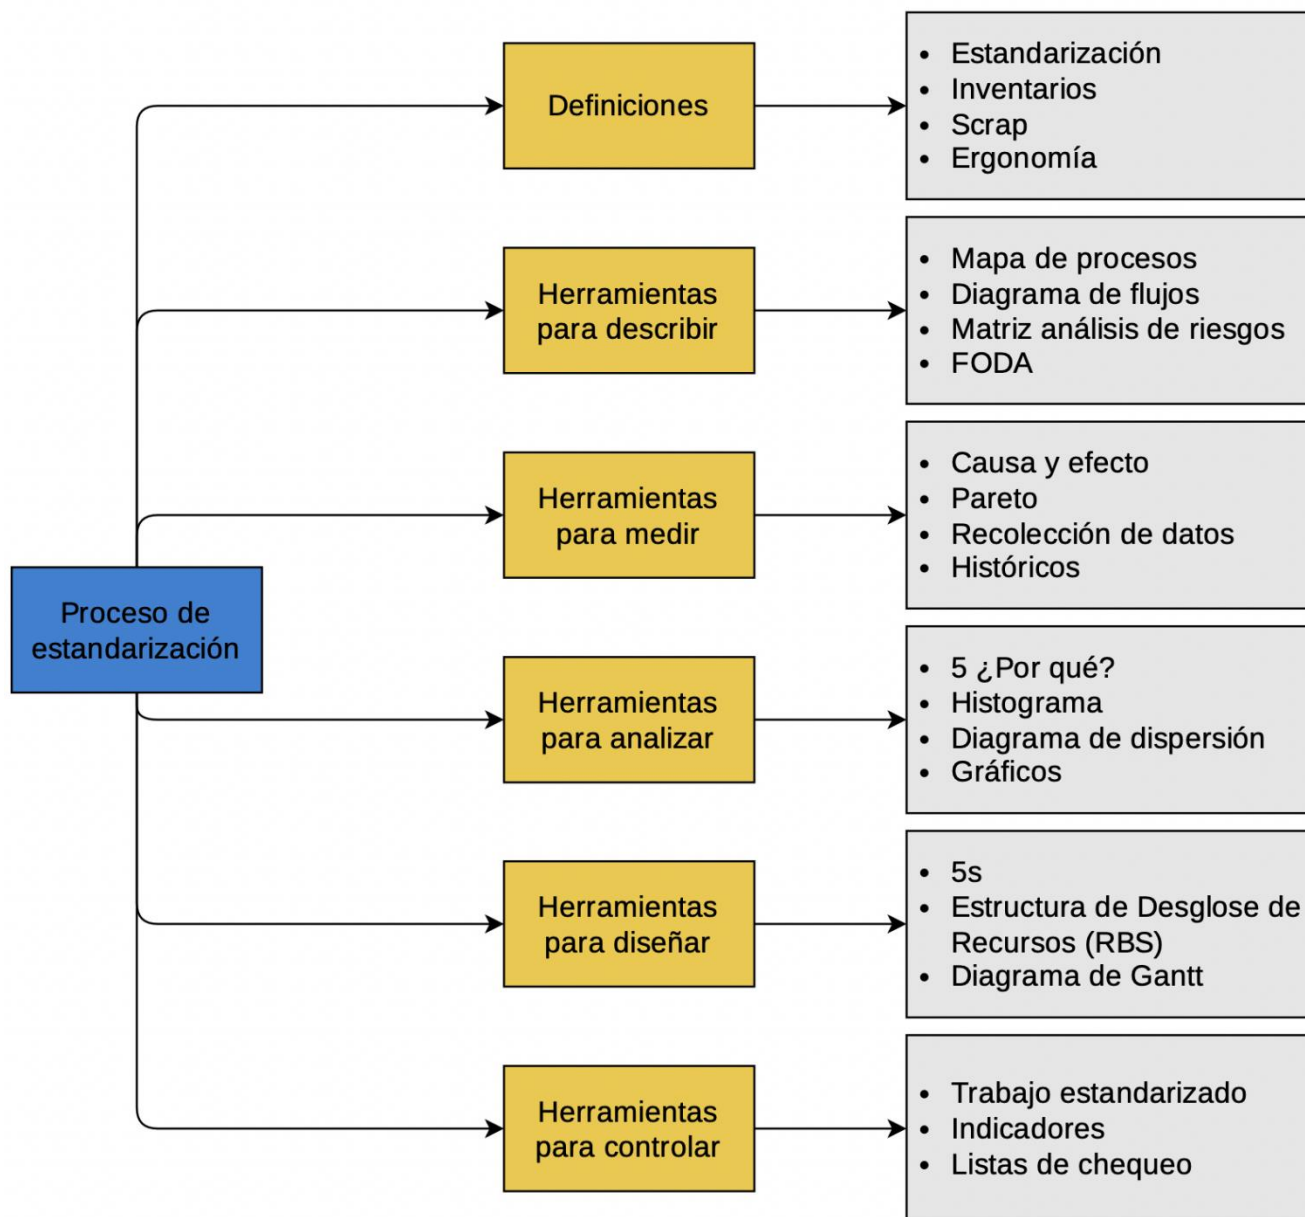 Definiciones
• Estandarización
• Inventarios
• Scrap
• Ergonomía
Herramientas
para describir
• Mapa de procesos
• Diagrama de flujos
• Matriz análisis de riesgos
• FODA
Herramientas
para medir
• Causa y efecto
• Pareto
• Recolección de datos
• Históricos
Proceso de
estandarización
Herramientas
para analizar
• 5 ¿Por qué?
• Histograma
• Diagrama de dispersión
• Gráficos
Herramientas
para diseñar
• 5s
• Estructura de Desglose de
Recursos (RBS)
• Diagrama de Gantt
Herramientas
para controlar
• Trabajo estandarizado
• Indicadores
• Listas de chequeo